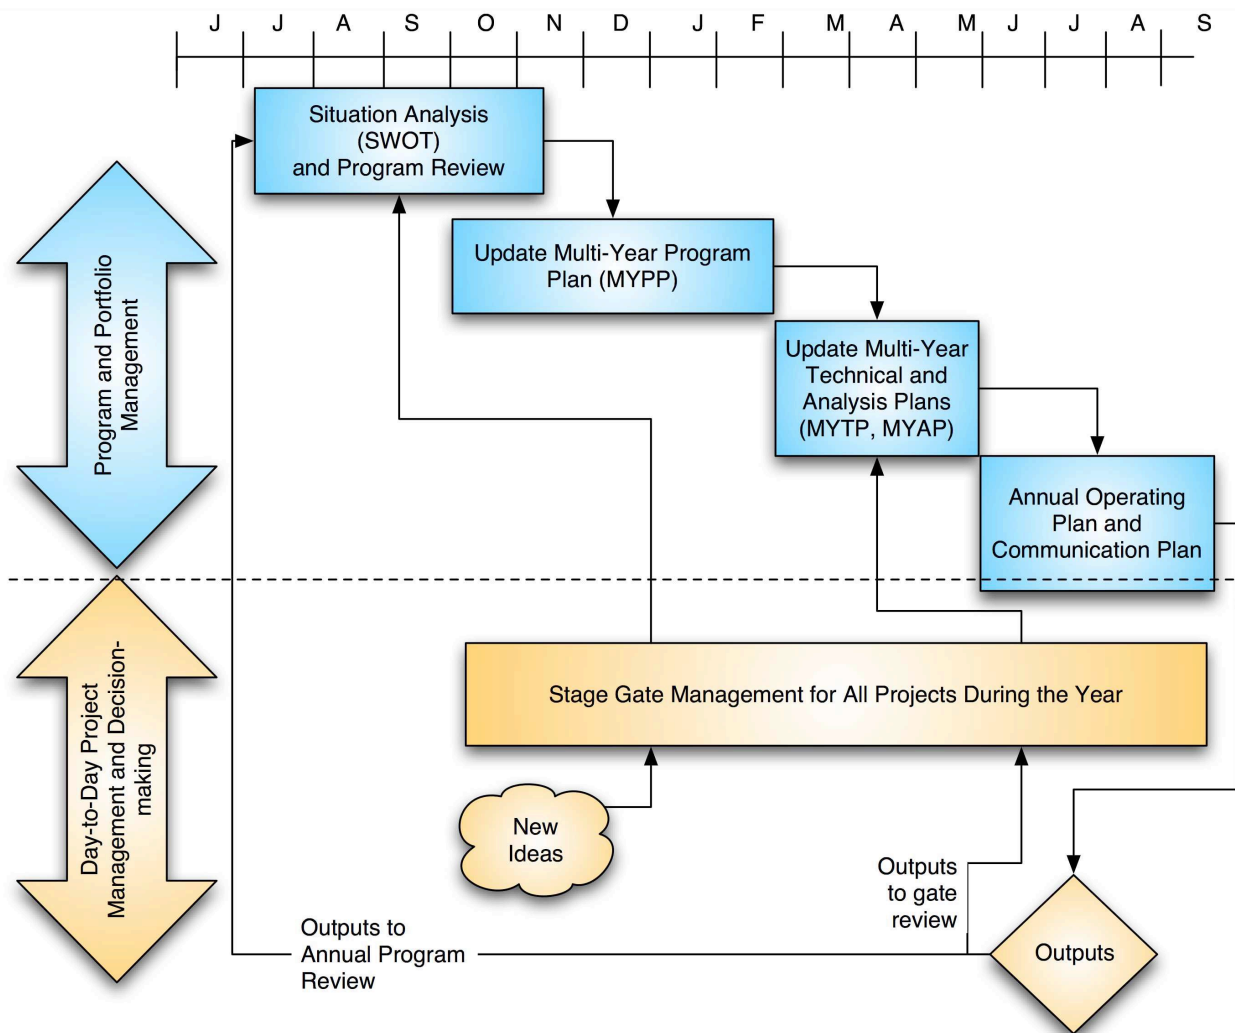 J J A S O N D J F M A M J J A S
Situation Analysis
(SWOT)
and Program Review
Update Multi-Year Program
Plan (MYPP)
Update Multi-Year
Technical and
Analysis Plans
(MYTP, MYAP)
Annual Operating
Plan and
Communication Plan
Program and Portfolio
Management
Stage Gate Management for All Projects During the Year
Day-to-Day Project
Management and Decision-
making
New
Ideas
Outputs
to gate
review
Outputs to
Annual Program
Review
Outputs